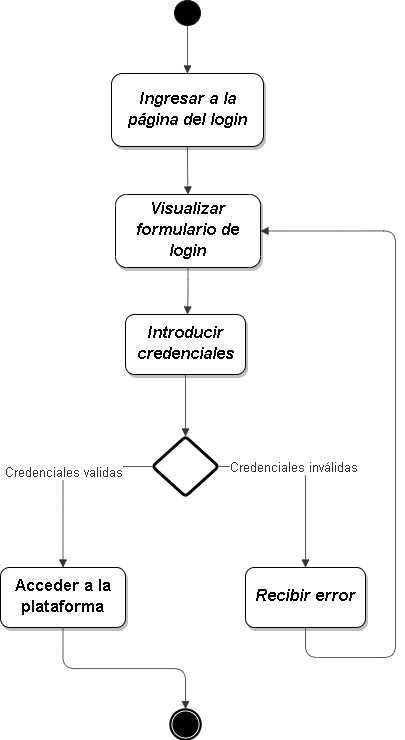 Ingresar a la
página del login
Visualizar
formulario de
login
Introducir
credenciales
Credenciales validas
Credenciales inválidas
Acceder a la
plataforma
Recibir error